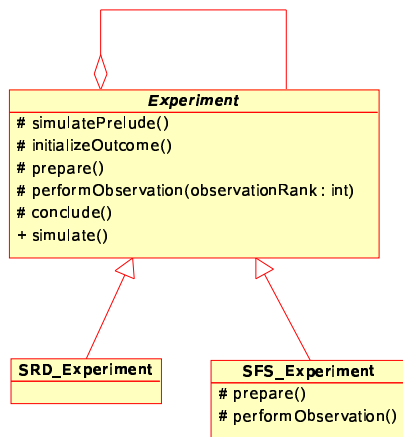 Experiment
# simulatePrelude()
# initializeOutcome()
# prepare()
# performObservation(observationRank : int)
# conclude()
+ simulate()
SRD_Experiment
SFS_Experiment
# prepare()
# performObservation()